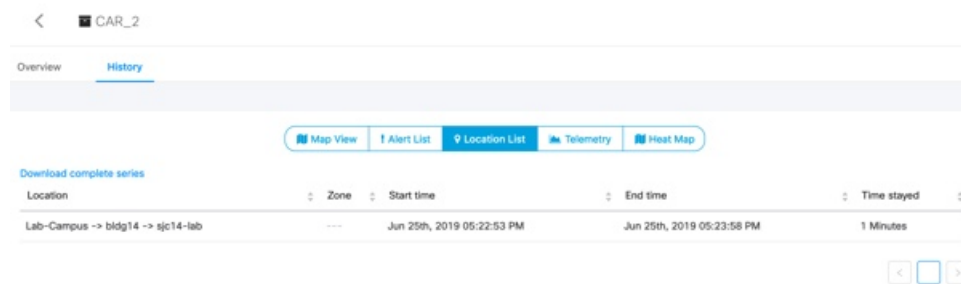 CAR_2
Overview History
Map View Alert List Location List Telemetry Heat Map
Download complete series
Location Zone Start time End time Time stayed
Lab-Campus -> bldg14 -> sjc14-lab --- Jun 25th, 2019 05:22:53 PM Jun 25th, 2019 05:23:58 PM 1 Minutes